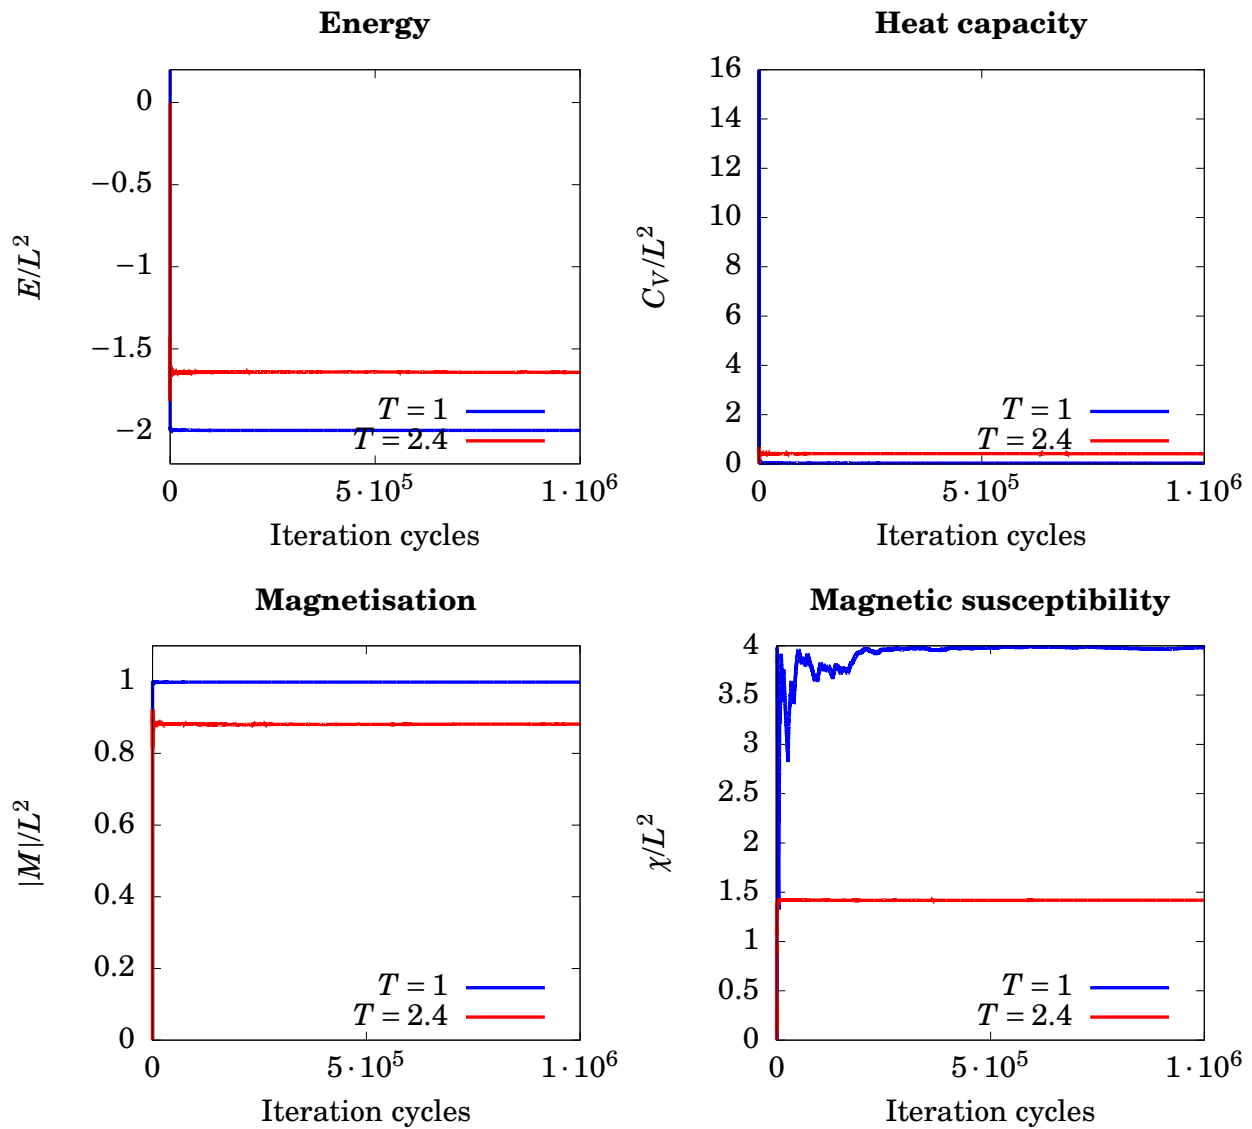 Energy
0
−0.5
−1
−1.5
−2
E/L²
T = 1
T = 2.4
0
5·10⁵
1·10⁶
Iteration cycles
Heat capacity
16
14
12
10
8
6
4
2
0
C_V/L²
T = 1
T = 2.4
0
5·10⁵
1·10⁶
Iteration cycles
Magnetisation
1
0.8
0.6
0.4
0.2
0
|M|/L²
T = 1
T = 2.4
0
5·10⁵
1·10⁶
Iteration cycles
Magnetic susceptibility
4
3.5
3
2.5
2
1.5
1
0.5
0
χ/L²
T = 1
T = 2.4
0
5·10⁵
1·10⁶
Iteration cycles